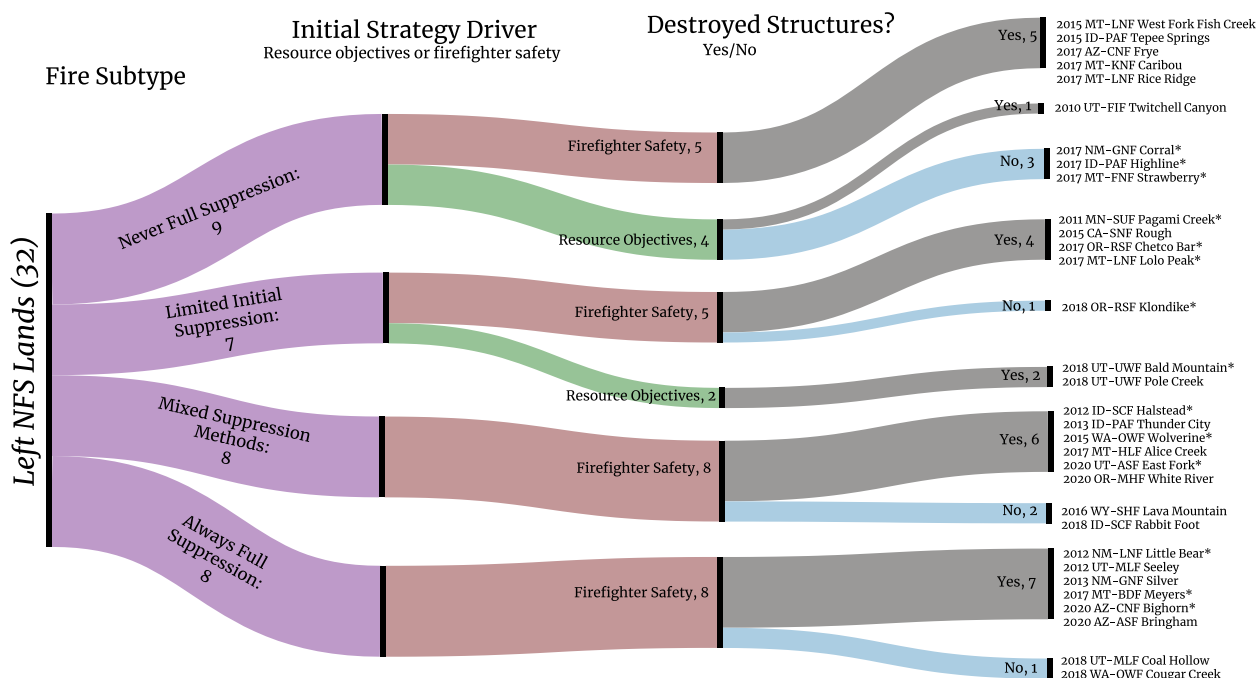 Initial Strategy Driver
Resource objectives or firefighter safety
Destroyed Structures?
Yes/No
Fire Subtype
Left NFS Lands (32)
Never Full Suppression:
9
Limited Initial
Suppression:
7
Mixed Suppression
Methods:
8
Always Full
Suppression:
8
Firefighter Safety, 5
Resource Objectives, 4
Firefighter Safety, 5
Resource Objectives, 2
Firefighter Safety, 8
Firefighter Safety, 8
Yes, 5
2015 MT-LNF West Fork Fish Creek
2015 ID-PAF Tepee Springs
2017 AZ-CNF Frye
2017 MT-KNF Caribou
2017 MT-LNF Rice Ridge
Yes, 1
2010 UT-FIF Twitchell Canyon
No, 3
2017 NM-GNF Corral*
2017 ID-PAF Highline*
2017 MT-FNF Strawberry*
Yes, 4
2011 MN-SUF Pagami Creek*
2015 CA-SNF Rough
2017 OR-RSF Chetco Bar*
2017 MT-LNF Lolo Peak*
No, 1
2018 OR-RSF Klondike*
Yes, 2
2018 UT-UWF Bald Mountain*
2018 UT-UWF Pole Creek
Yes, 6
2012 ID-SCF Halstead*
2013 ID-PAF Thunder City
2015 WA-OWF Wolverine*
2017 MT-HLF Alice Creek
2020 UT-ASF East Fork*
2020 OR-MHF White River
No, 2
2016 WY-SHF Lava Mountain
2018 ID-SCF Rabbit Foot
Yes, 7
2012 NM-LNF Little Bear*
2012 UT-MLF Seeley
2013 NM-GNF Silver
2017 MT-BDF Meyers*
2020 AZ-CNF Bighorn*
2020 AZ-ASF Bringham
No, 1
2018 UT-MLF Coal Hollow
2018 WA-OWF Cougar Creek